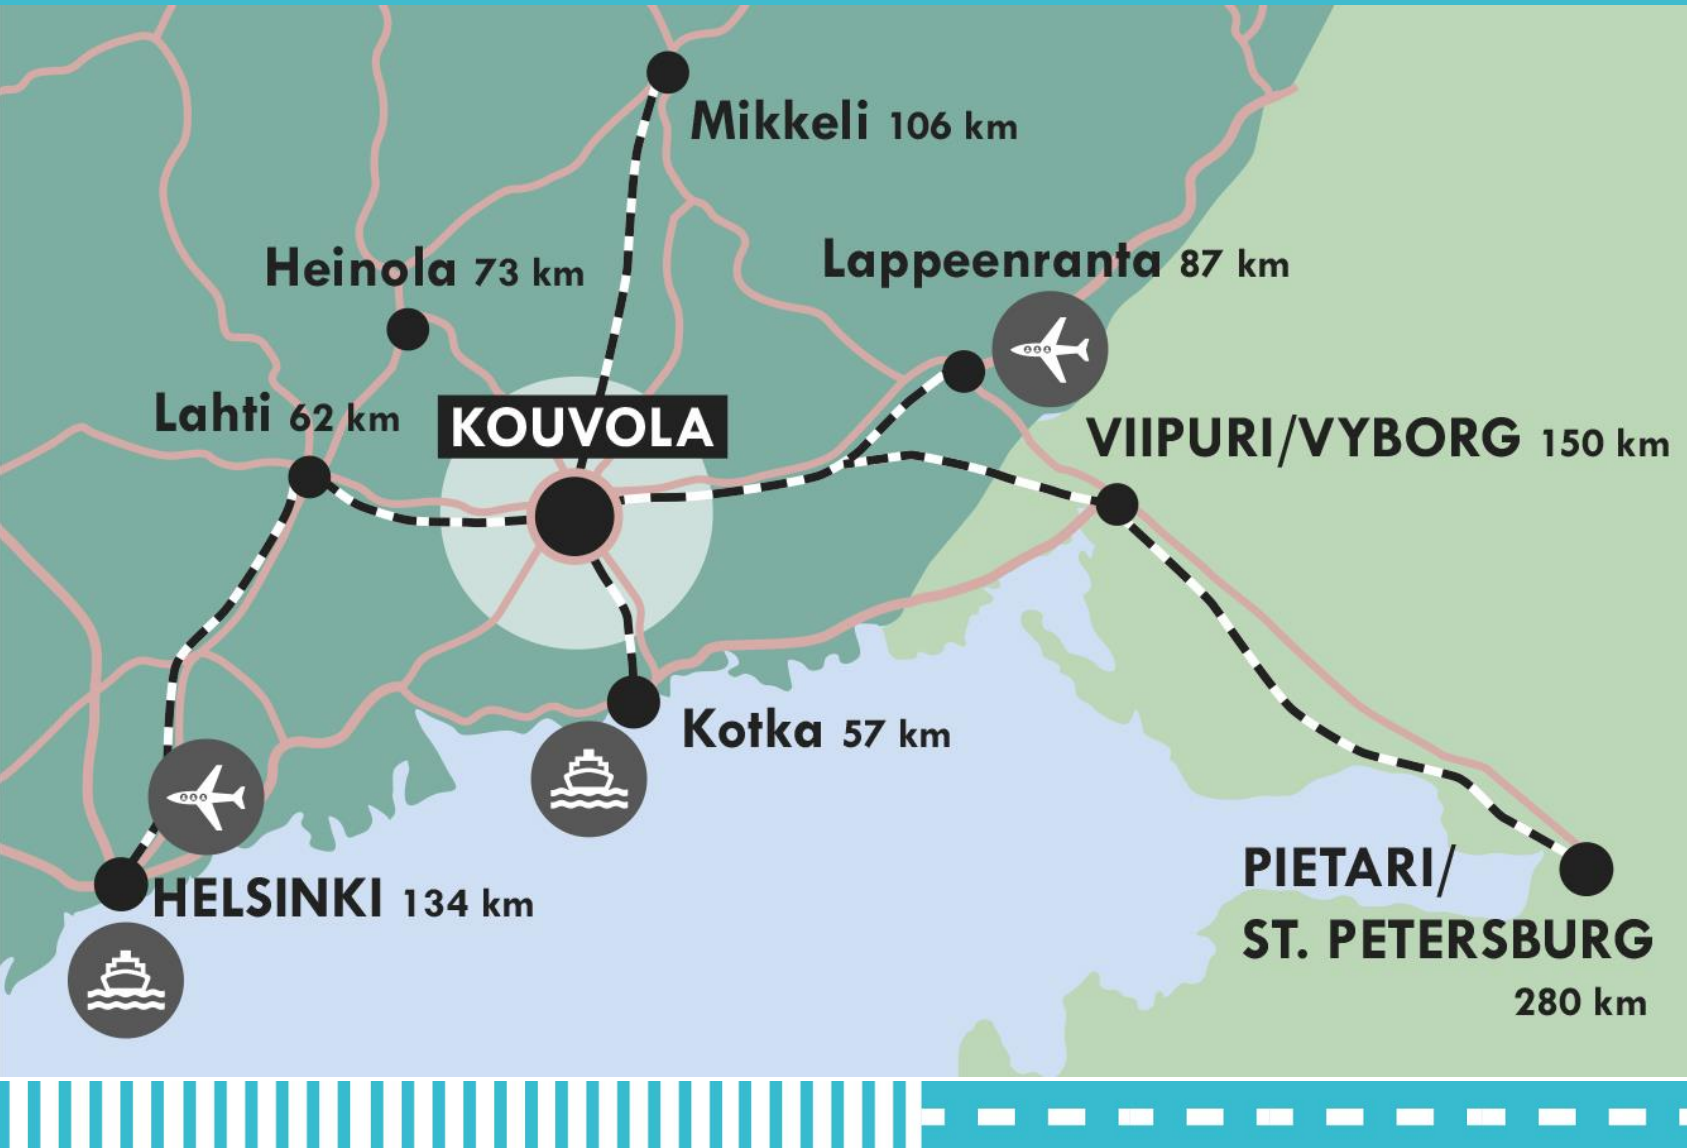 Mikkeli 106 km
Lappeenranta 87 km
Heinola 73 km
Lahti 62 km
KOUVOLA
VIIPURI/VYBORG 150 km
Kotka 57 km
HELSINKI 134 km
PIETARI/
ST. PETERSBURG
280 km